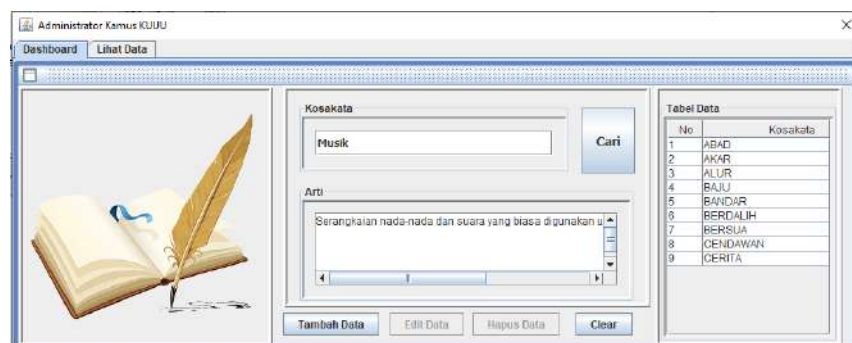 Administrator Kamus KUUU
Dashboard
Lihat Data
Kosakata
Musik
Cari
Arti
Serangkaian nada-nada dan suara yang biasa digunakan u
Tambah Data
Edit Data
Hapus Data
Clear
Tabel Data
No Kosakata
1 ABAD
2 AKAR
3 ALUR
4 BAJU
5 BANDAR
6 BERDALIH
7 BERSUA
8 CENDAWAN
9 CERITA